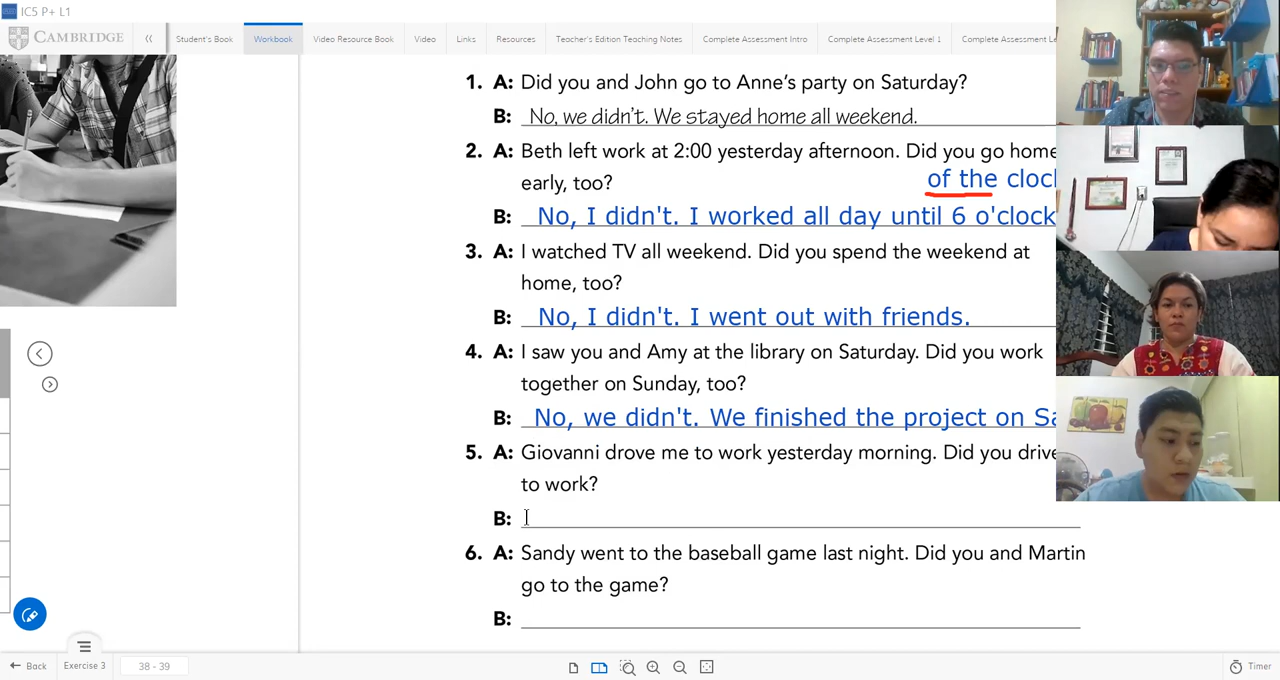 IC5 P+ L1
CAMBRIDGE
Student's Book Workbook Video Resource Book Video Links Resources Teacher's Edition Teaching Notes Complete Assessment Intro Complete Assessment Level 1 Complete Assessment Le
1. A: Did you and John go to Anne's party on Saturday?
B: No, we didn't. We stayed home all weekend.
2. A: Beth left work at 2:00 yesterday afternoon. Did you go home
early, too?
of the clock
B: No, I didn't. I worked all day until 6 o'clock
3. A: I watched TV all weekend. Did you spend the weekend at
home, too?
B: No, I didn't. I went out with friends.
4. A: I saw you and Amy at the library on Saturday. Did you work
together on Sunday, too?
B: No, we didn't. We finished the project on Sa
5. A: Giovanni drove me to work yesterday morning. Did you drive
to work?
B:
6. A: Sandy went to the baseball game last night. Did you and Martin
go to the game?
B:
Back Exercise 3 38 - 39 Timer